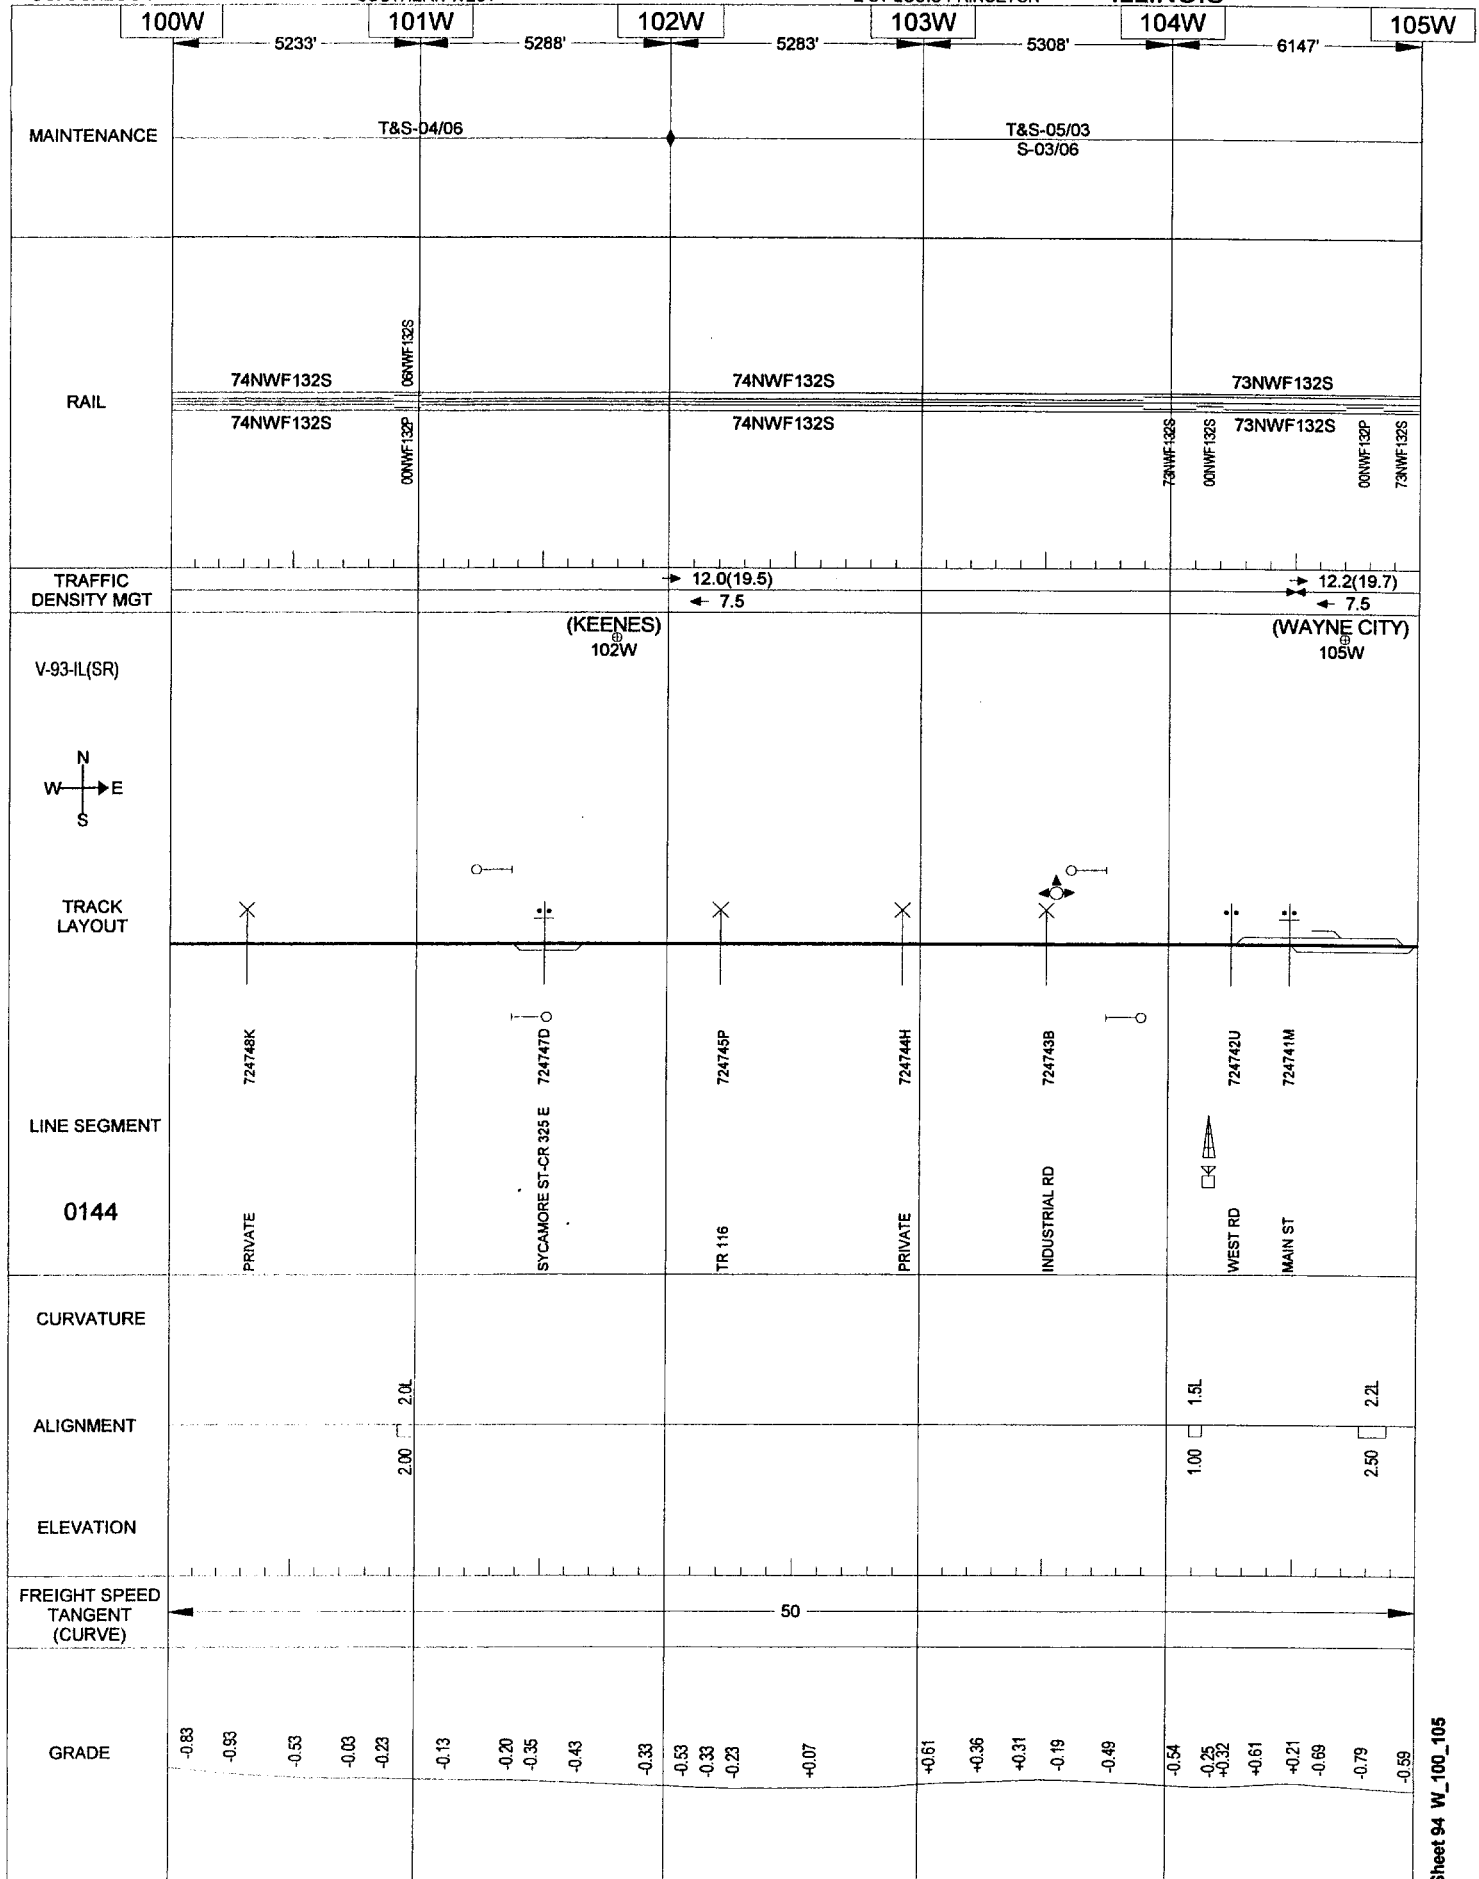 ILLINOIS
100W 101W 102W 103W 104W 105W
5233' 5288' 5283' 5308' 6147'
MAINTENANCE
T&S-04/06
T&S-05/03
S-03/06
RAIL
74NWF132S 06NWF132S 74NWF132S 73NWF132S
74NWF132S 00NWF132P 74NWF132S 73NWF132S 00NWF132S 73NWF132S 00NWF132P 73NWF132S
TRAFFIC
DENSITY MGT
12.0(19.5) 12.2(19.7)
7.5 7.5
(KEENES) (WAYNE CITY)
102W 105W
V-93-IL(SR)
N
W E
S
TRACK
LAYOUT
724748K 724747D 724745P 724744H 724743B 724742U 724741M
LINE SEGMENT
0144
PRIVATE
SYCAMORE ST-CR 325 E
TR 116
PRIVATE
INDUSTRIAL RD
WEST RD
MAIN ST
CURVATURE
2.0L 1.5L 2.2L
ALIGNMENT
2.00 1.00 2.50
ELEVATION
FREIGHT SPEED
TANGENT
(CURVE)
50
GRADE
-0.83 -0.93 -0.53 -0.03 -0.23 -0.13 -0.20 -0.35 -0.43 -0.33 -0.53 -0.33 -0.23 +0.07 +0.61 +0.36 +0.31 -0.19 -0.49 -0.54 -0.25 +0.32 +0.61 +0.21 -0.69 -0.79 -0.59
Sheet 94 W_100_105